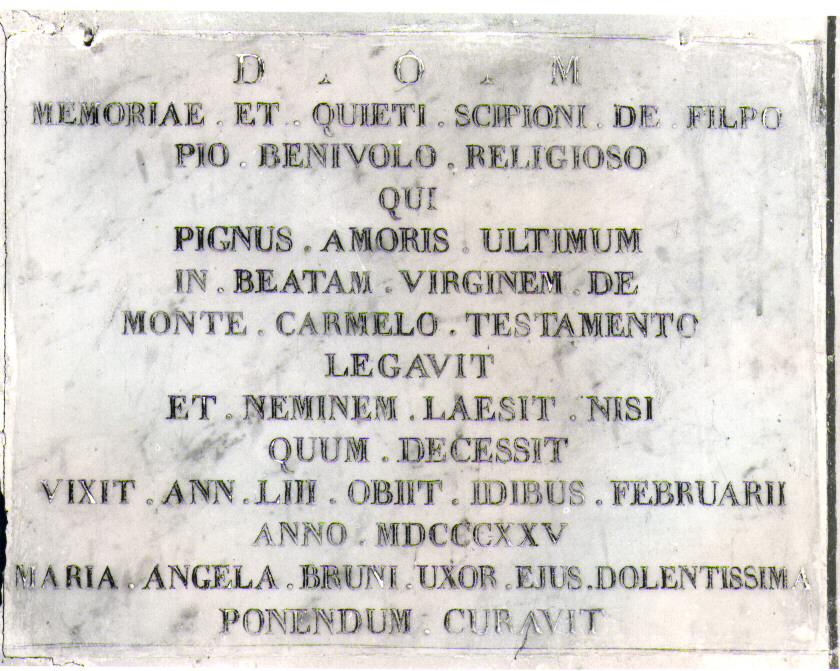 D . O . M
MEMORIAE . ET . QUIETI . SCIPIONI . DE . FILPO
PIO . BENIVOLO . RELIGIOSO
QUI
PIGNUS . AMORIS . ULTIMUM
IN . BEATAM . VIRGINEM . DE
MONTE . CARMELO . TESTAMENTO
LEGAVIT
ET . NEMINEM . LAESIT . NISI
QUUM . DECESSIT
VIXIT . ANN . LIII . OBIIT . IDIBUS . FEBRUARII
ANNO . MDCCCXXV
MARIA . ANGELA . BRUNI . UXOR . EJUS . DOLENTISSIMA
PONENDUM . CURAVIT